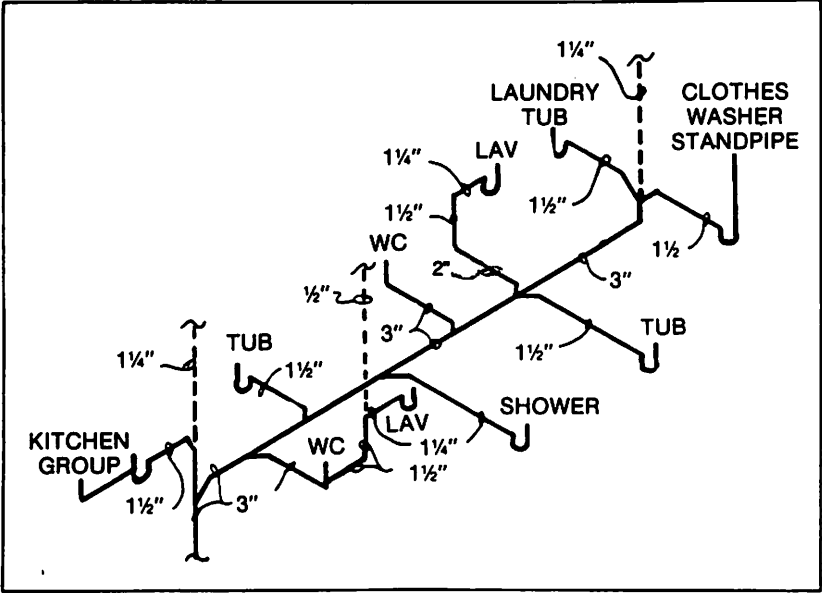 1¼"
LAUNDRY
TUB
CLOTHES
WASHER
STANDPIPE
1¼"
LAV
1½"
1½"
1½
WC
2"
3"
½"
3"
1½"
TUB
1¼"
TUB
1½"
SHOWER
LAV
1¼"
KITCHEN
GROUP
WC
1½"
1½"
3"